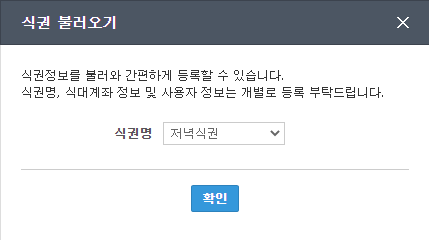 식권 불러오기
식권정보를 불러와 간편하게 등록할 수 있습니다.
식권명, 식대계좌 정보 및 사용자 정보는 개별로 등록 부탁드립니다.
식권명 저녁식권
확인